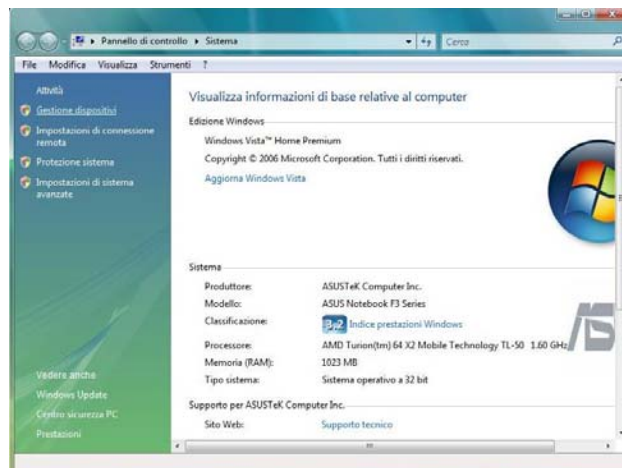 Pannello di controllo ▸ Sistema
Cerca
File Modifica Visualizza Strumenti ?
Attività
Gestione dispositivi
Impostazioni di connessione
remota
Protezione sistema
Impostazioni di sistema
avanzate
Vedere anche
Windows Update
Centro sicurezza PC
Prestazioni
Visualizza informazioni di base relative al computer
Edizione Windows
Windows Vista™ Home Premium
Copyright © 2006 Microsoft Corporation. Tutti i diritti riservati.
Aggiorna Windows Vista
Sistema
Produttore: ASUSTeK Computer Inc.
Modello: ASUS Notebook F3 Series
Classificazione: 3,2 Indice prestazioni Windows
Processore: AMD Turion(tm) 64 X2 Mobile Technology TL-50 1.60 GHz
Memoria (RAM): 1023 MB
Tipo sistema: Sistema operativo a 32 bit
Supporto per ASUSTeK Computer Inc.
Sito Web: Supporto tecnico